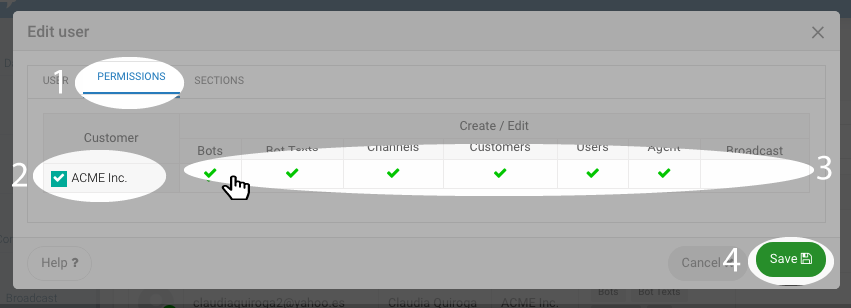 Edit user
1
USER
PERMISSIONS
SECTIONS
Customer
Create / Edit
Bots
Bot Texts
Channels
Customers
Users
Agent
Broadcast
2
ACME Inc.
3
Help ?
Cancel
4
Save
Broadcast
claudiaquiroga2@yahoo.es
Claudia Quiroga
ACME Inc.
Bots
Bot Texts